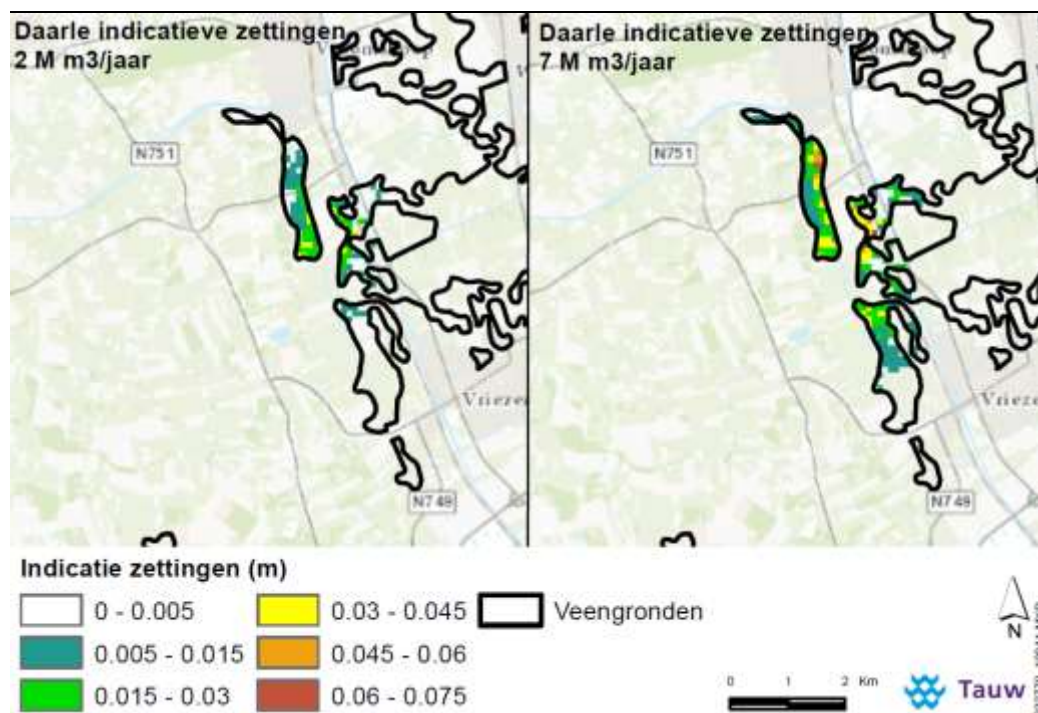 Daarle indicatieve zettingen
2 M m3/jaar
N751
Vriezen
N749
Daarle indicatieve zettingen
7 M m3/jaar
N751
Vriezen
N749
Indicatie zettingen (m)
0 - 0.005
0.005 - 0.015
0.015 - 0.03
0.03 - 0.045
0.045 - 0.06
0.06 - 0.075
Veengronden
N
0 1 2 Km
Tauw